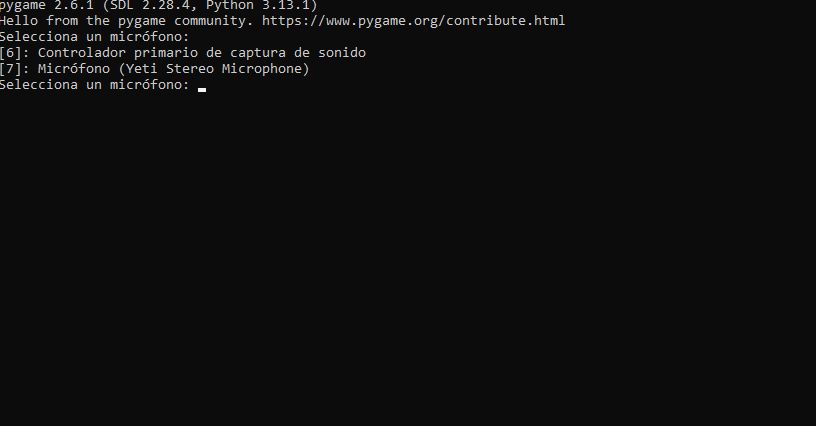 pygame 2.6.1 (SDL 2.28.4, Python 3.13.1)
Hello from the pygame community. https://www.pygame.org/contribute.html
Selecciona un micrófono:
[6]: Controlador primario de captura de sonido
[7]: Micrófono (Yeti Stereo Microphone)
Selecciona un micrófono: